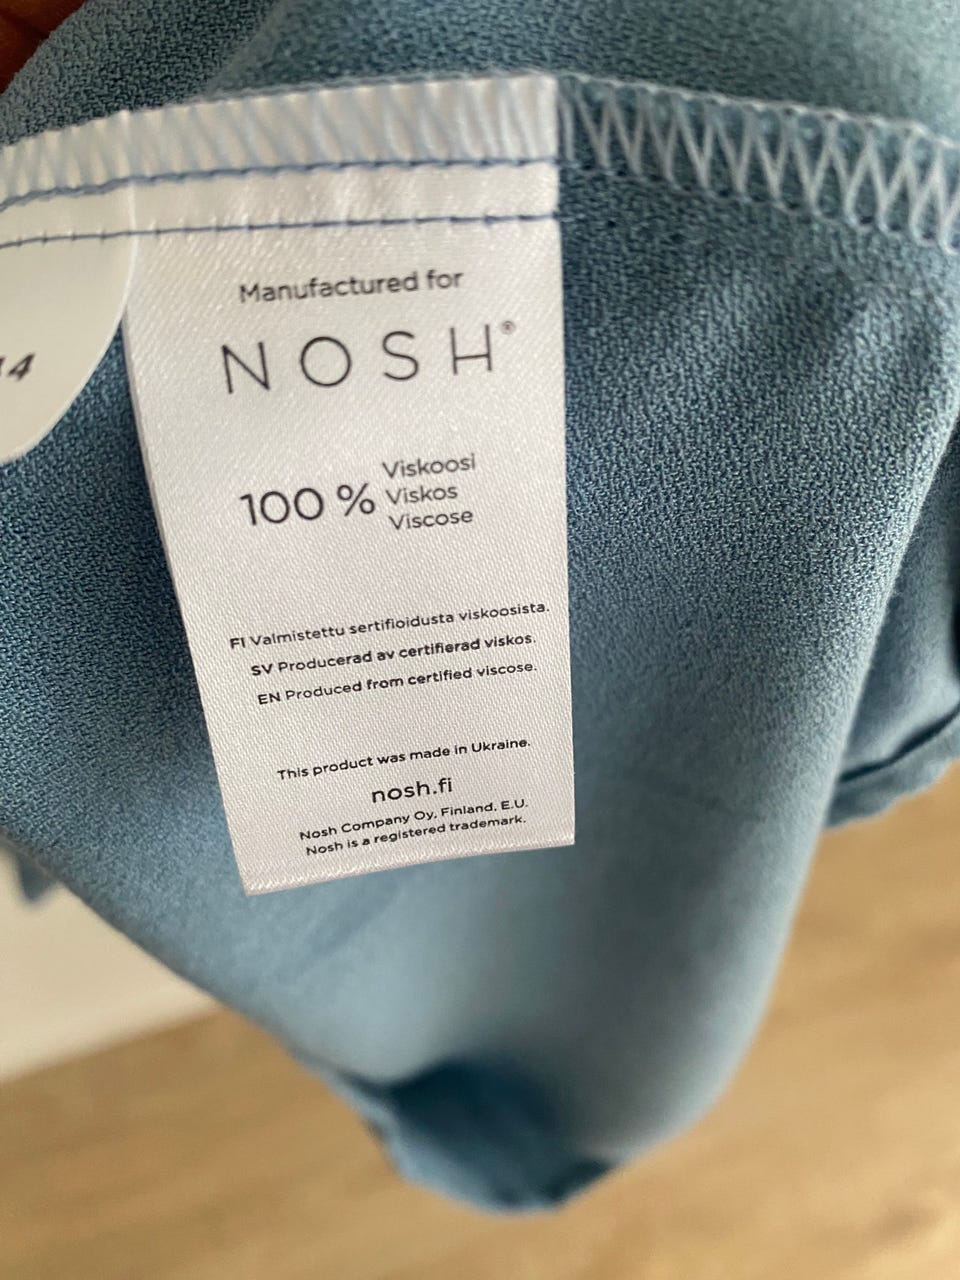 Manufactured for
NOSH®
100 % Viskoosi
Viskos
Viscose
FI Valmistettu sertifioidusta viskoosista.
SV Producerad av certifierad viskos.
EN Produced from certified viscose.
This product was made in Ukraine.
nosh.fi
Nosh Company Oy, Finland, E.U.
Nosh is a registered trademark.